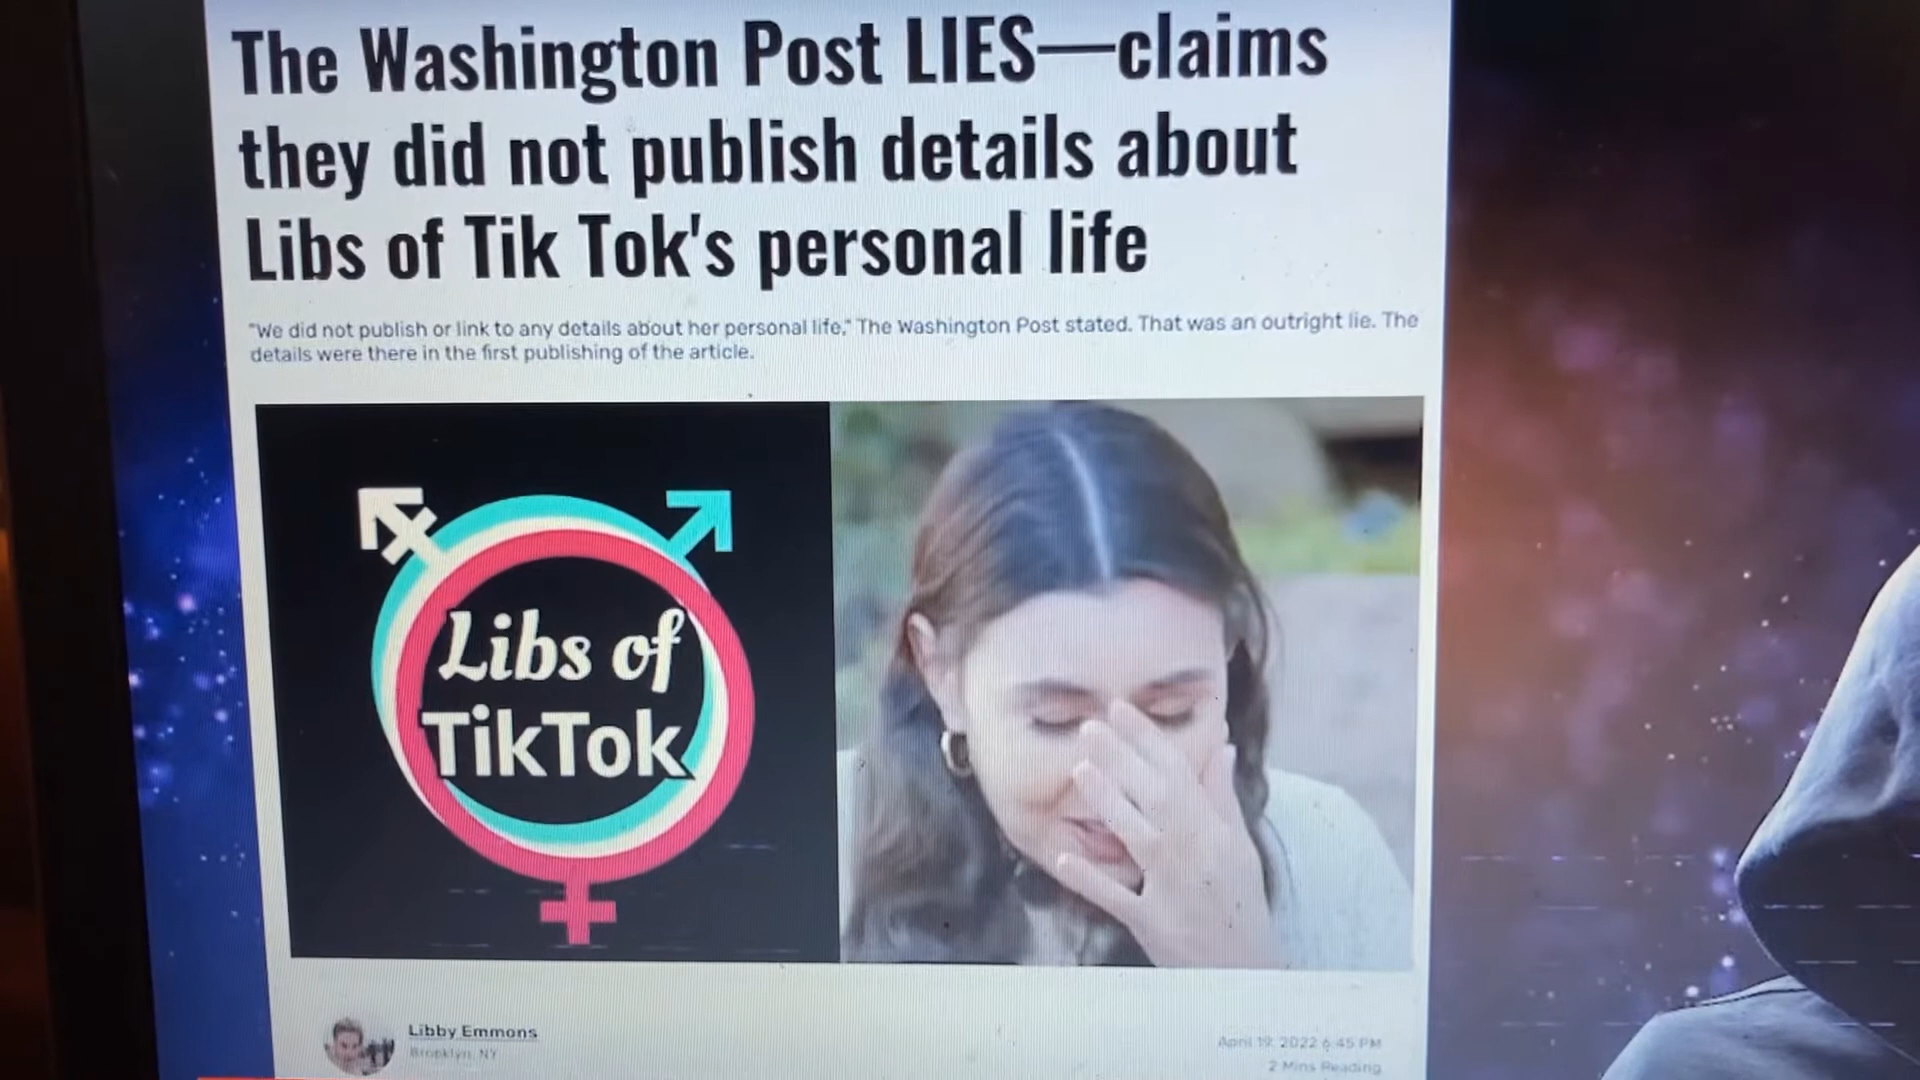 The Washington Post LIES—claims
they did not publish details about
Libs of Tik Tok's personal life
"We did not publish or link to any details about her personal life," The Washington Post stated. That was an outright lie. The
details were there in the first publishing of the article.
Libs of
TikTok
Libby Emmons
Brooklyn, NY
April 19, 2022 6:45 PM
2 Mins Reading